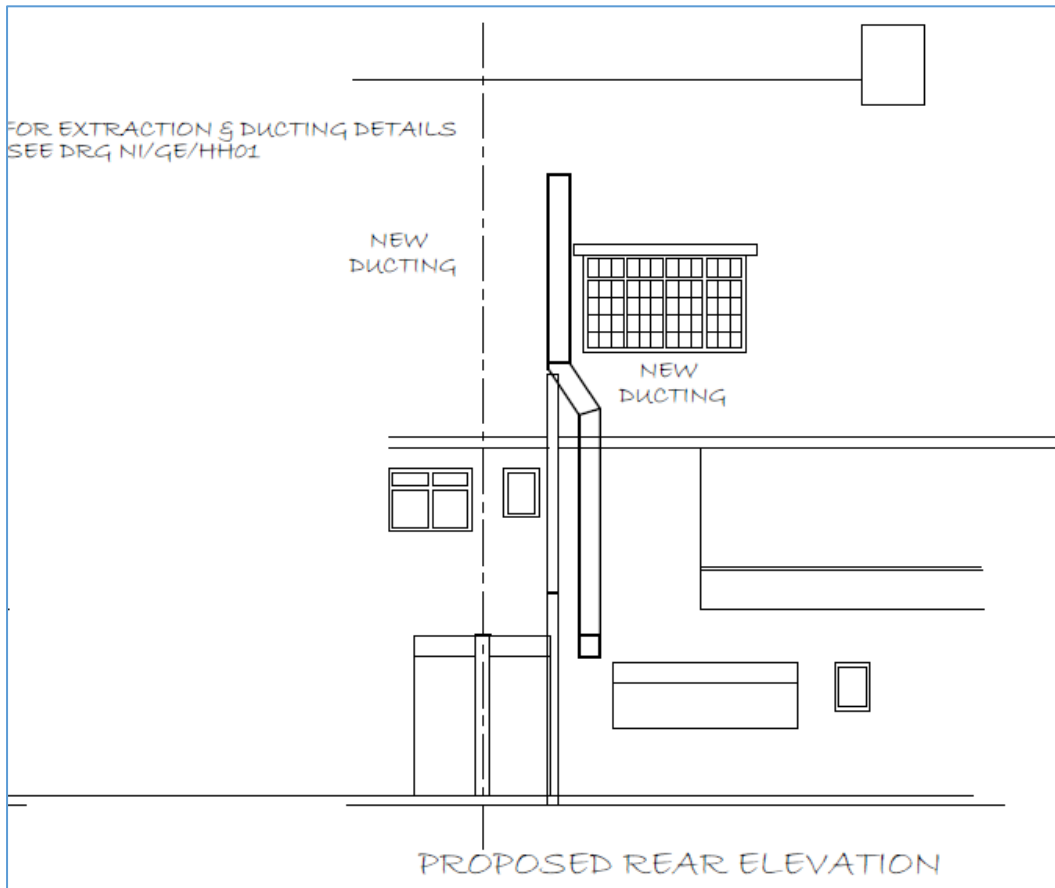 FOR EXTRACTION & DUCTING DETAILS
SEE DRG NI/GE/HH01
NEW
DUCTING
NEW
DUCTING
PROPOSED REAR ELEVATION